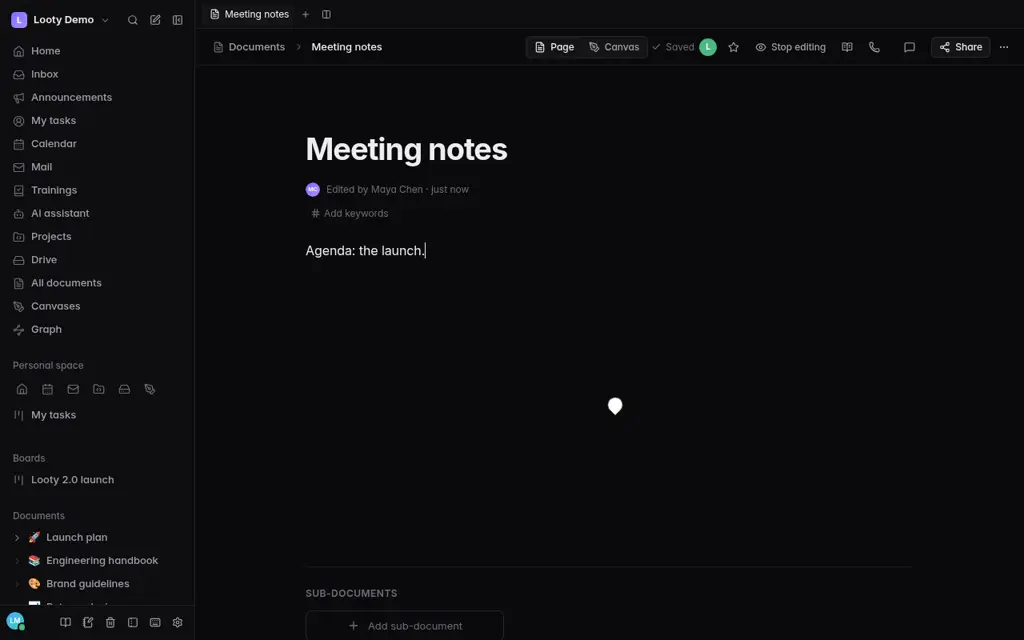 L Looty Demo
Meeting notes
Documents
Meeting notes
Page
Canvas
Saved
L
Stop editing
Share
Home
Inbox
Announcements
My tasks
Calendar
Mail
Trainings
AI assistant
Projects
Drive
All documents
Canvases
Graph
Personal space
My tasks
Boards
Looty 2.0 launch
Documents
Launch plan
Engineering handbook
Brand guidelines
LM
Meeting notes
MC Edited by Maya Chen · just now
Add keywords
Agenda: the launch.
SUB-DOCUMENTS
Add sub-document